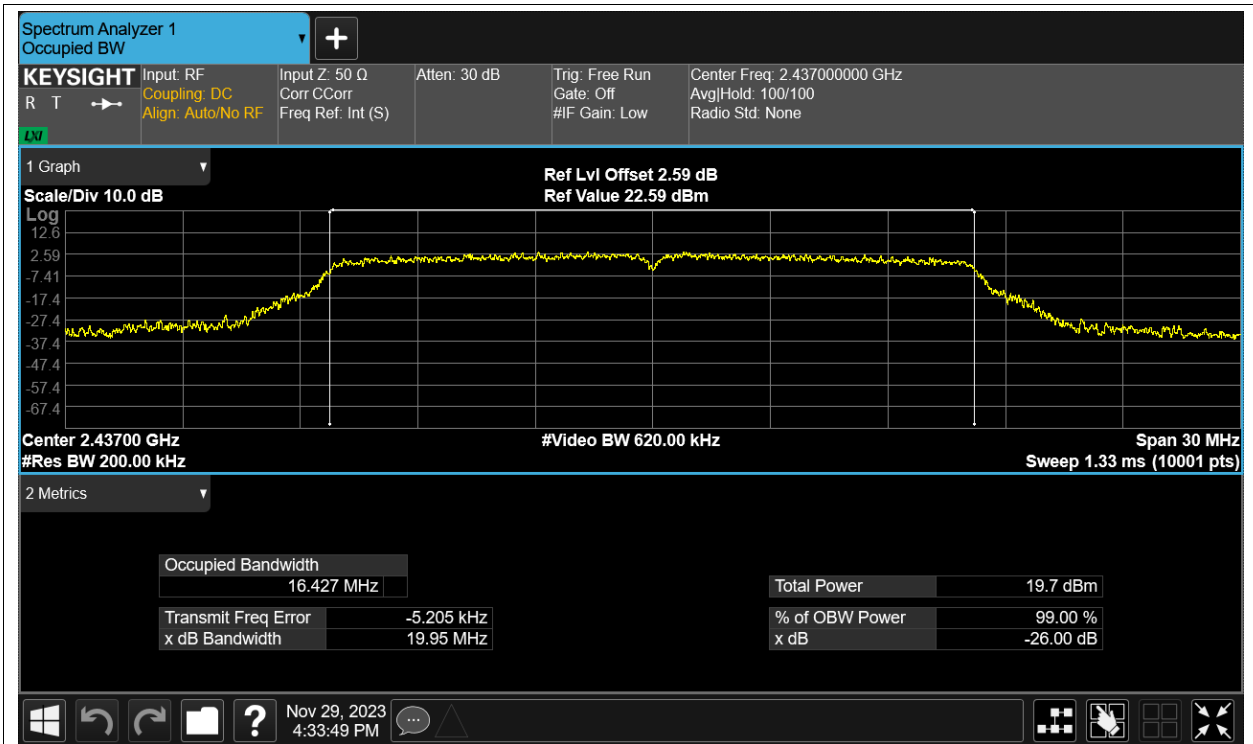 Spectrum Analyzer 1
Occupied BW
KEYSIGHT
R T
LXI
Input: RF
Coupling: DC
Align: Auto/No RF
Input Z: 50 Ω
Corr CCorr
Freq Ref: Int (S)
Atten: 30 dB
Trig: Free Run
Gate: Off
#IF Gain: Low
Center Freq: 2.437000000 GHz
Avg|Hold: 100/100
Radio Std: None
1 Graph
Scale/Div 10.0 dB
Ref Lvl Offset 2.59 dB
Ref Value 22.59 dBm
Log
12.6
2.59
-7.41
-17.4
-27.4
-37.4
-47.4
-57.4
-67.4
Center 2.43700 GHz
#Res BW 200.00 kHz
#Video BW 620.00 kHz
Span 30 MHz
Sweep 1.33 ms (10001 pts)
2 Metrics
Occupied Bandwidth
16.427 MHz
Transmit Freq Error -5.205 kHz
x dB Bandwidth 19.95 MHz
Total Power 19.7 dBm
% of OBW Power 99.00 %
x dB -26.00 dB
?
Nov 29, 2023
4:33:49 PM